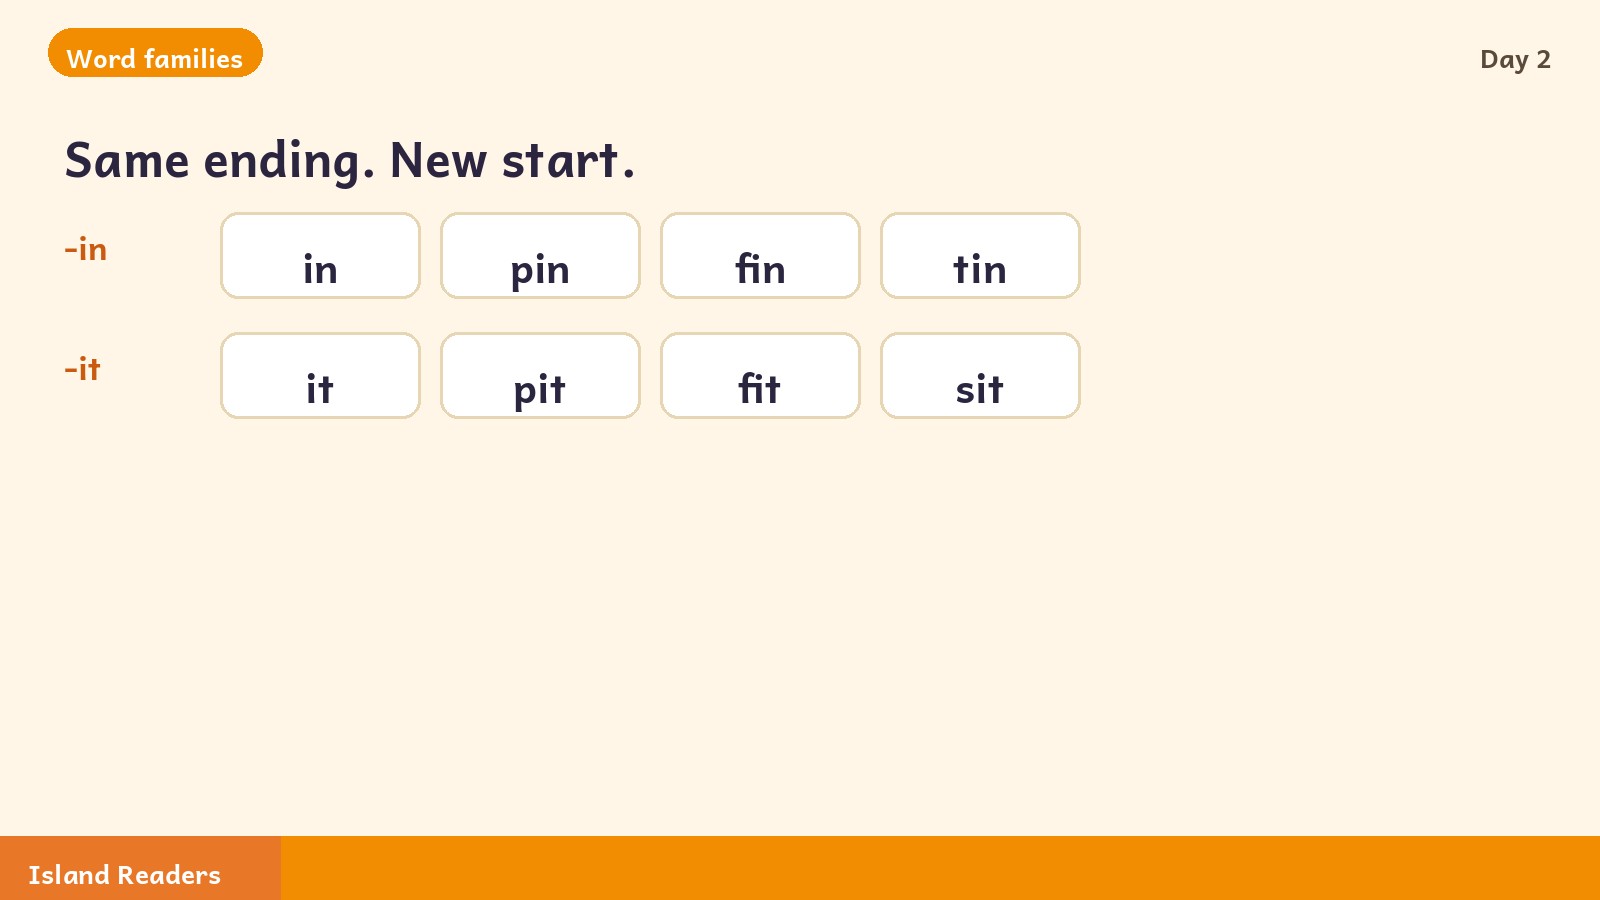 Word families
Day 2
Same ending. New start.
-in in pin fin tin
-it it pit fit sit
Island Readers